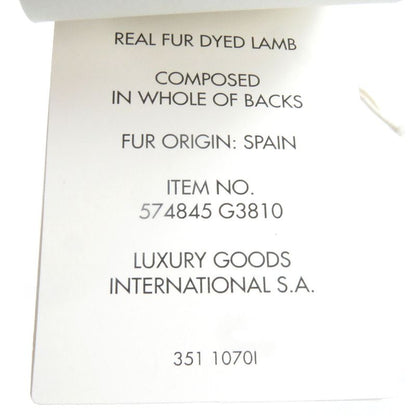 REAL FUR DYED LAMB
COMPOSED
IN WHOLE OF BACKS
FUR ORIGIN: SPAIN
ITEM NO.
574845 G3810
LUXURY GOODS
INTERNATIONAL S.A.
351 1070I